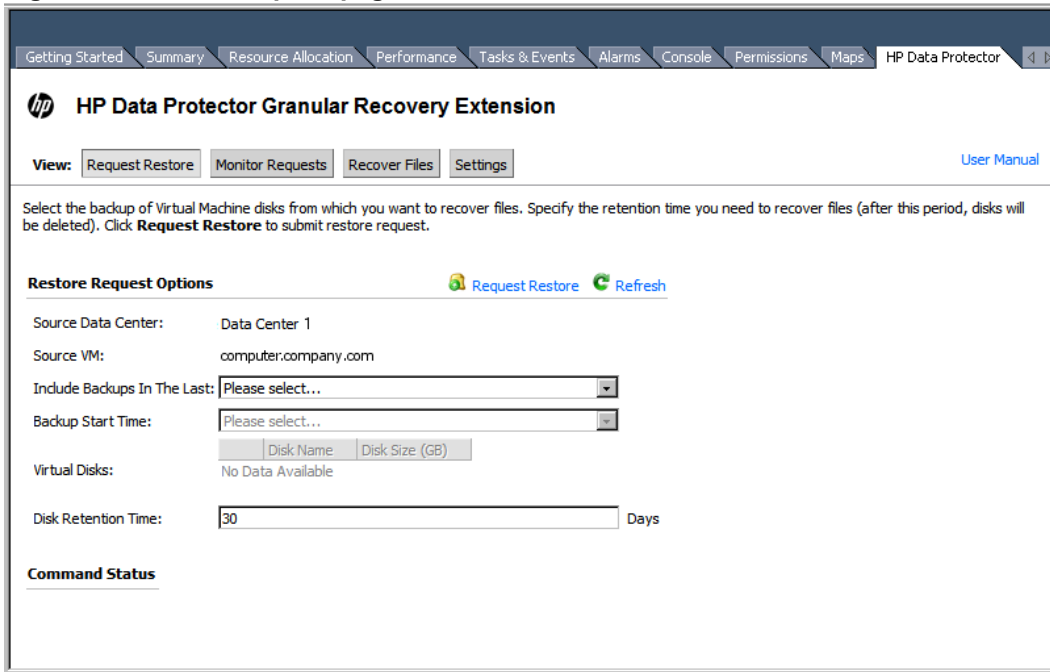 Getting Started Summary Resource Allocation Performance Tasks & Events Alarms Console Permissions Maps HP Data Protector
hp HP Data Protector Granular Recovery Extension
View: Request Restore Monitor Requests Recover Files Settings User Manual
Select the backup of Virtual Machine disks from which you want to recover files. Specify the retention time you need to recover files (after this period, disks will
be deleted). Click Request Restore to submit restore request.
Restore Request Options Request Restore Refresh
Source Data Center: Data Center 1
Source VM: computer.company.com
Include Backups In The Last: Please select...
Backup Start Time: Please select...
Disk Name Disk Size (GB)
Virtual Disks: No Data Available
Disk Retention Time: 30 Days
Command Status